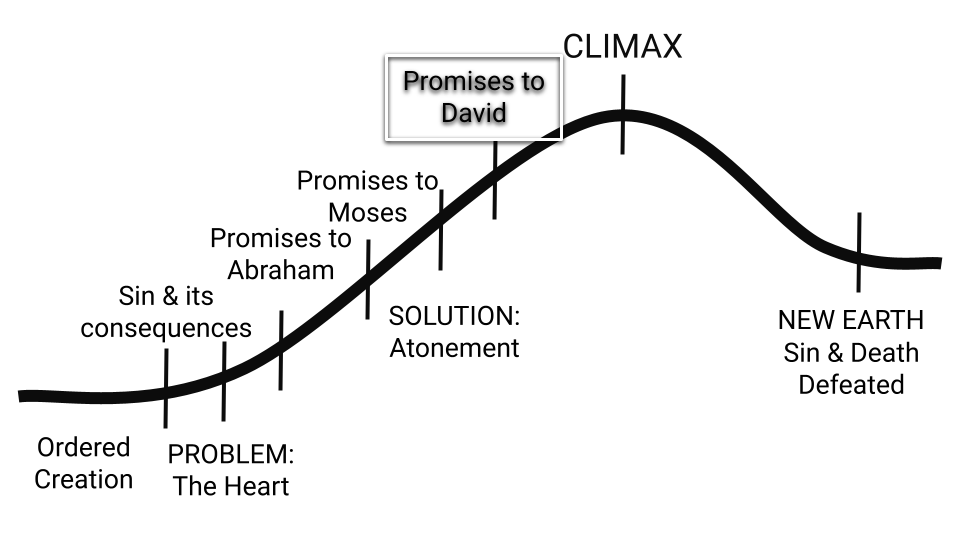 CLIMAX
Promises to
David
Promises to
Moses
Promises to
Abraham
Sin & its
consequences
SOLUTION:
Atonement
NEW EARTH
Sin & Death
Defeated
Ordered
Creation
PROBLEM:
The Heart